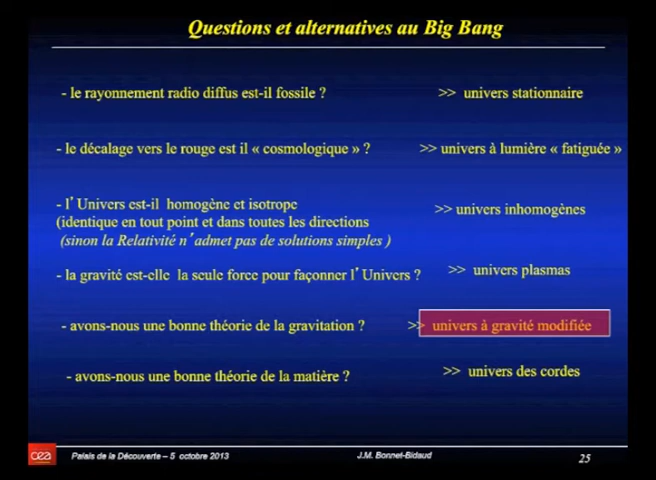 Questions et alternatives au Big Bang
- le rayonnement radio diffus est-il fossile ? >> univers stationnaire
- le décalage vers le rouge est il « cosmologique » ? >> univers à lumière « fatiguée »
- l'Univers est-il homogène et isotrope
(identique en tout point et dans toutes les directions >> univers inhomogènes
(sinon la Relativité n'admet pas de solutions simples )
- la gravité est-elle la seule force pour façonner l'Univers ? >> univers plasmas
- avons-nous une bonne théorie de la gravitation ? >> univers à gravité modifiée
- avons-nous une bonne théorie de la matière ? >> univers des cordes
cea Palais de la Découverte – 5 octobre 2013 J.M. Bonnet-Bidaud 25